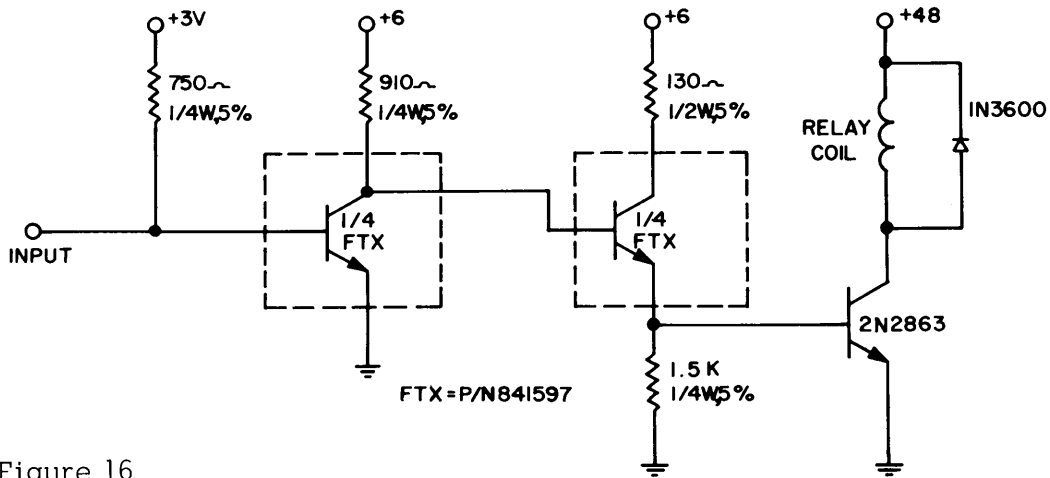 +3V
750Ω
1/4W,5%
+6
910Ω
1/4W,5%
+6
130Ω
1/2W,5%
+48
RELAY
COIL
IN3600
INPUT
1/4
FTX
1/4
FTX
2N2863
1.5 K
1/4W,5%
FTX=P/N841597
Figure 16